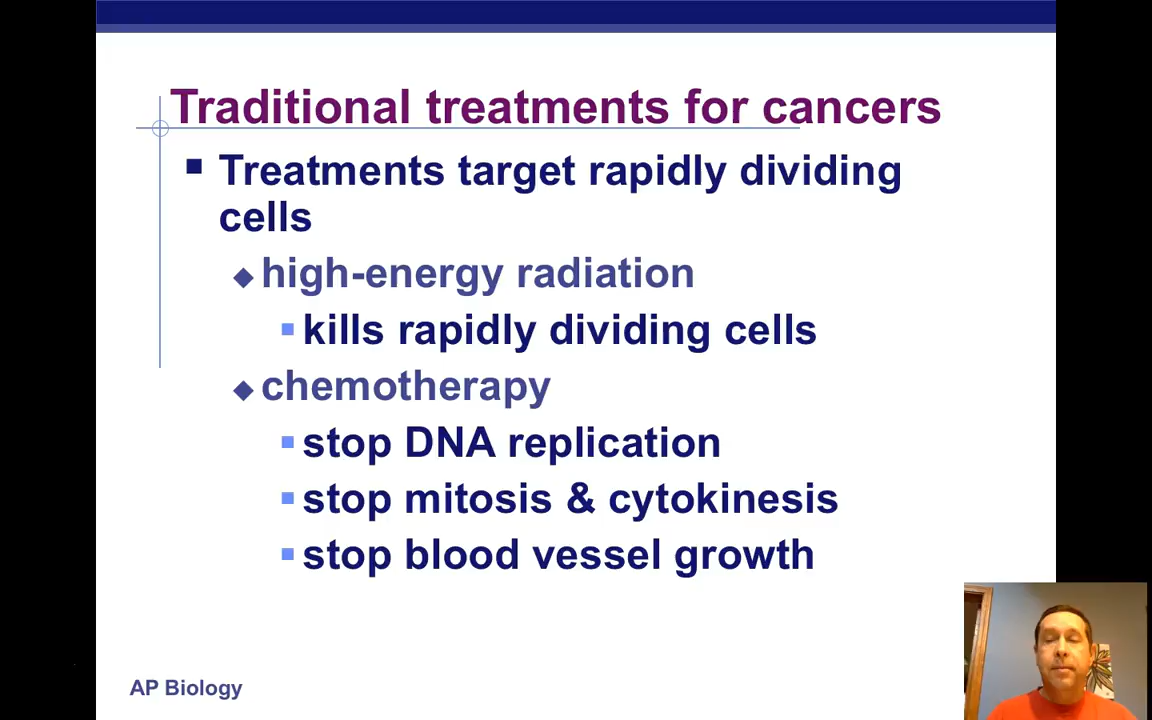 Traditional treatments for cancers
Treatments target rapidly dividing
cells
high-energy radiation
kills rapidly dividing cells
chemotherapy
stop DNA replication
stop mitosis & cytokinesis
stop blood vessel growth
AP Biology